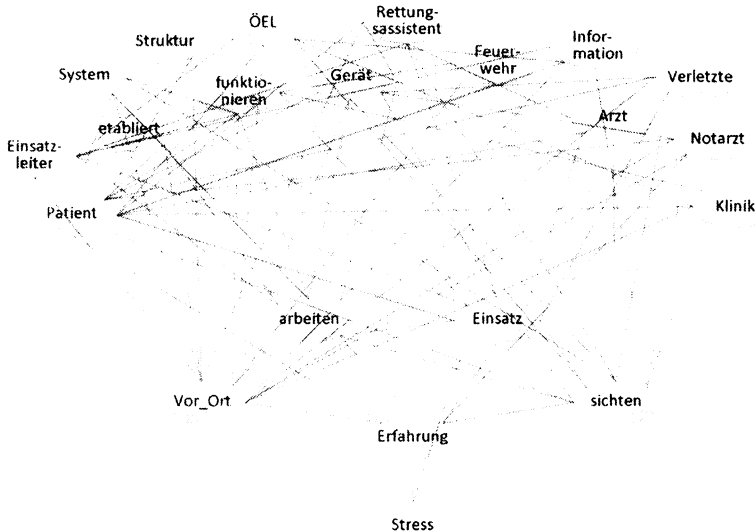 ÖEL
Rettung-
sassistent
Struktur
Feuer-
wehr
Infor-
mation
System
funktio-
nieren
Gerät
Verletzte
etabliert
Arzt
Einsatz-
leiter
Notarzt
Patient
Klinik
arbeiten
Einsatz
Vor_Ort
sichten
Erfahrung
Stress